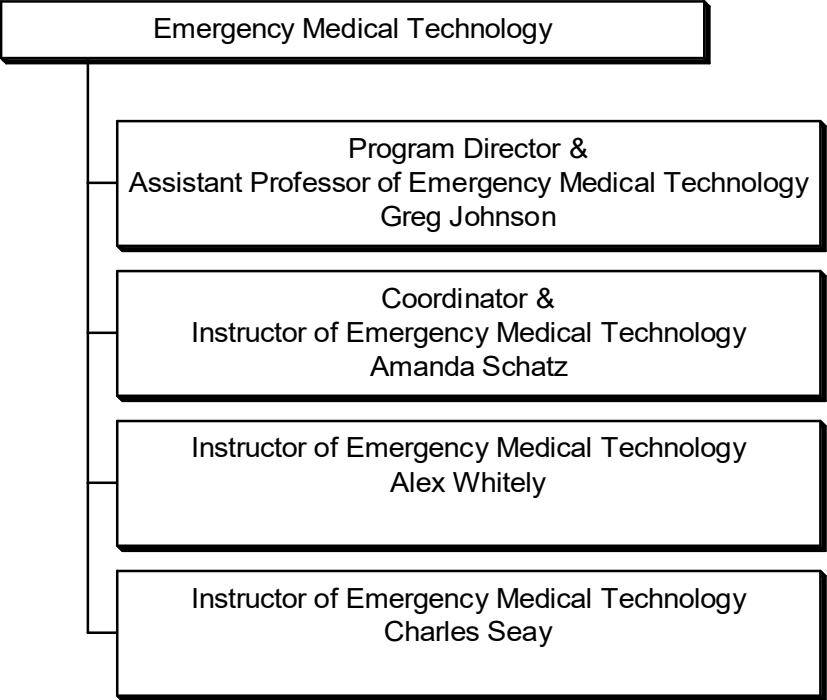 Emergency Medical Technology
Program Director &
Assistant Professor of Emergency Medical Technology
Greg Johnson
Coordinator &
Instructor of Emergency Medical Technology
Amanda Schatz
Instructor of Emergency Medical Technology
Alex Whitely
Instructor of Emergency Medical Technology
Charles Seay